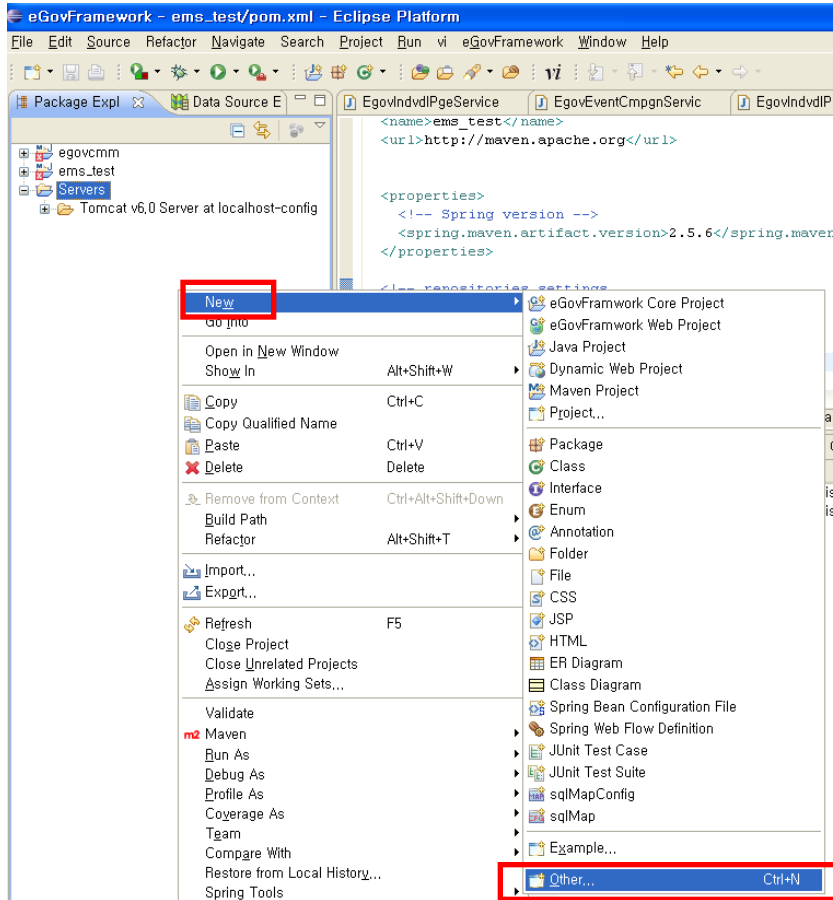 eGovFramework - ems_test/pom.xml - Eclipse Platform
File Edit Source Refactor Navigate Search Project Run vi eGovFramework Window Help
Package Expl Data Source E EgovIndvdlPgeService EgovEventCmpgnServic EgovIndvdlP
egovcmm
ems_test
Servers
Tomcat v6.0 Server at localhost-config
<name>ems_test</name>
<url>http://maven.apache.org</url>
<properties>
<!-- Spring version -->
<spring.maven.artifact.version>2.5.6</spring.maven
</properties>
<!-- repositories settings
New
Go Into
Open in New Window
Show In Alt+Shift+W
Copy Ctrl+C
Copy Qualified Name
Paste Ctrl+V
Delete Delete
Remove from Context Ctrl+Alt+Shift+Down
Build Path
Refactor Alt+Shift+T
Import...
Export...
Refresh F5
Close Project
Close Unrelated Projects
Assign Working Sets...
Validate
m2 Maven
Run As
Debug As
Profile As
Coverage As
Team
Compare With
Restore from Local History...
Spring Tools
eGovFramwork Core Project
eGovFramwork Web Project
Java Project
Dynamic Web Project
Maven Project
Project...
Package
Class
Interface
Enum
Annotation
Folder
File
CSS
JSP
HTML
ER Diagram
Class Diagram
Spring Bean Configuration File
Spring Web Flow Definition
JUnit Test Case
JUnit Test Suite
sqlMapConfig
sqlMap
Example...
Other... Ctrl+N